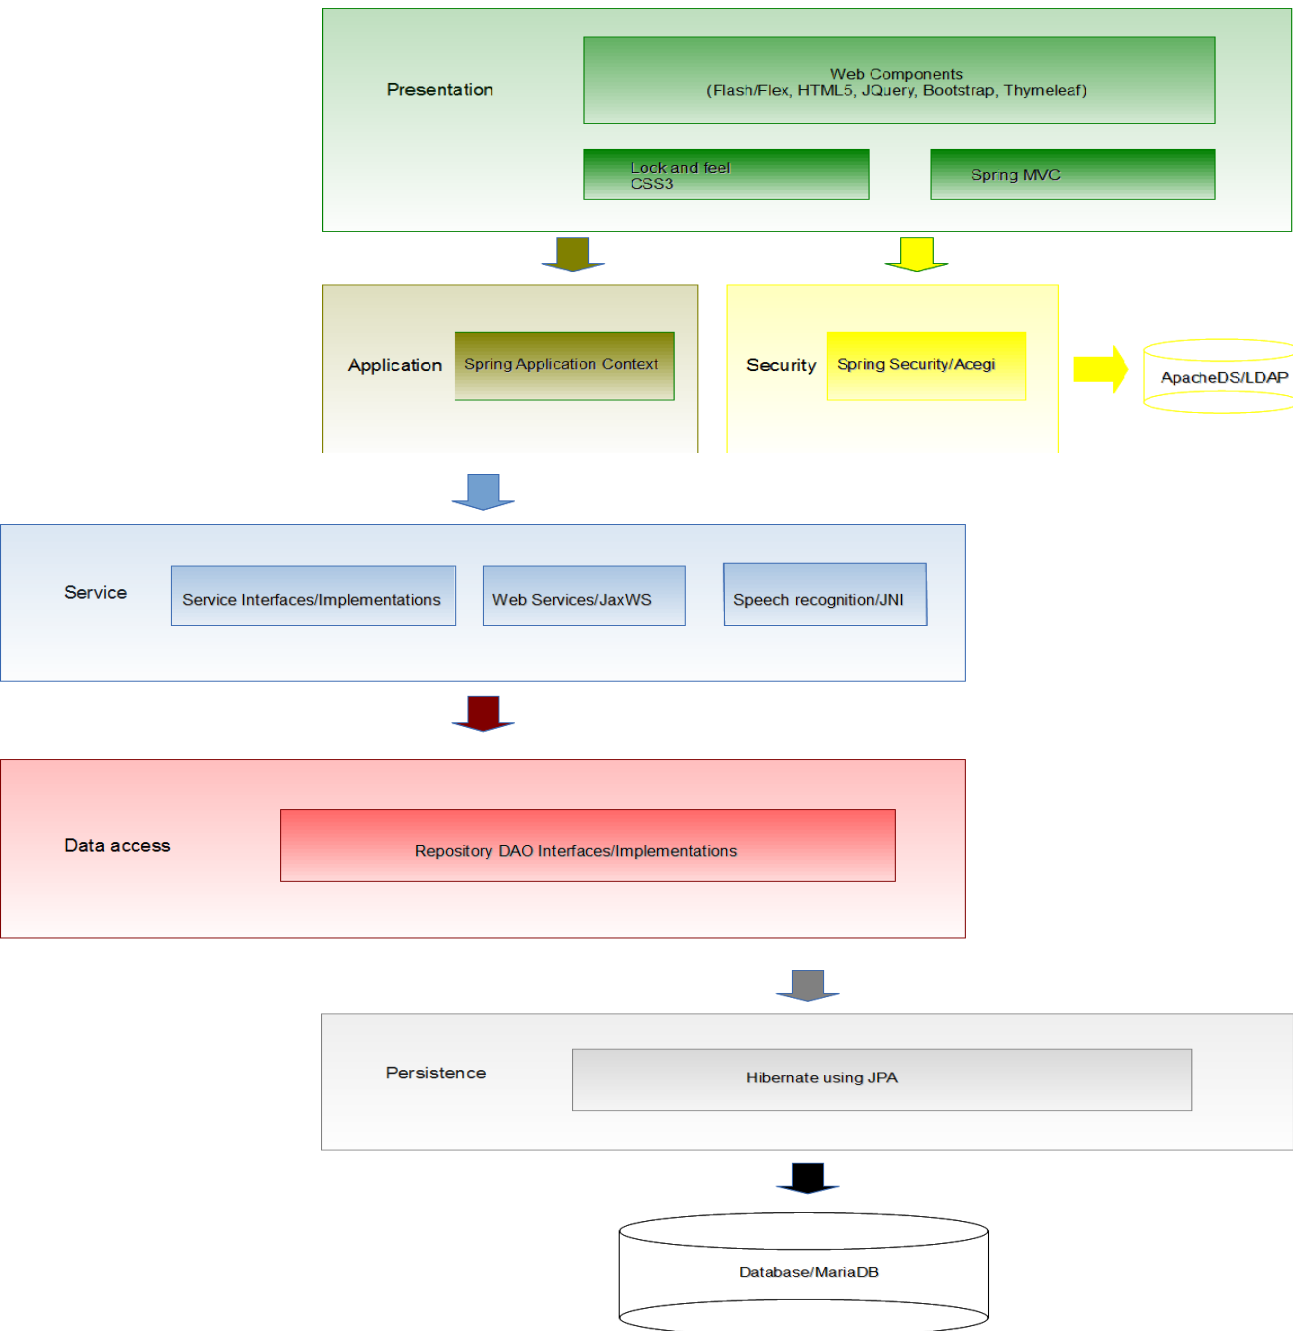 Presentation
Web Components
(Flash/Flex, HTML5, JQuery, Bootstrap, Thymeleaf)
Lock and feel
CSS3
Spring MVC
Application
Spring Application Context
Security
Spring Security/Acegi
ApacheDS/LDAP
Service
Service Interfaces/Implementations
Web Services/JaxWS
Speech recognition/JNI
Data access
Repository DAO Interfaces/Implementations
Persistence
Hibernate using JPA
Database/MariaDB